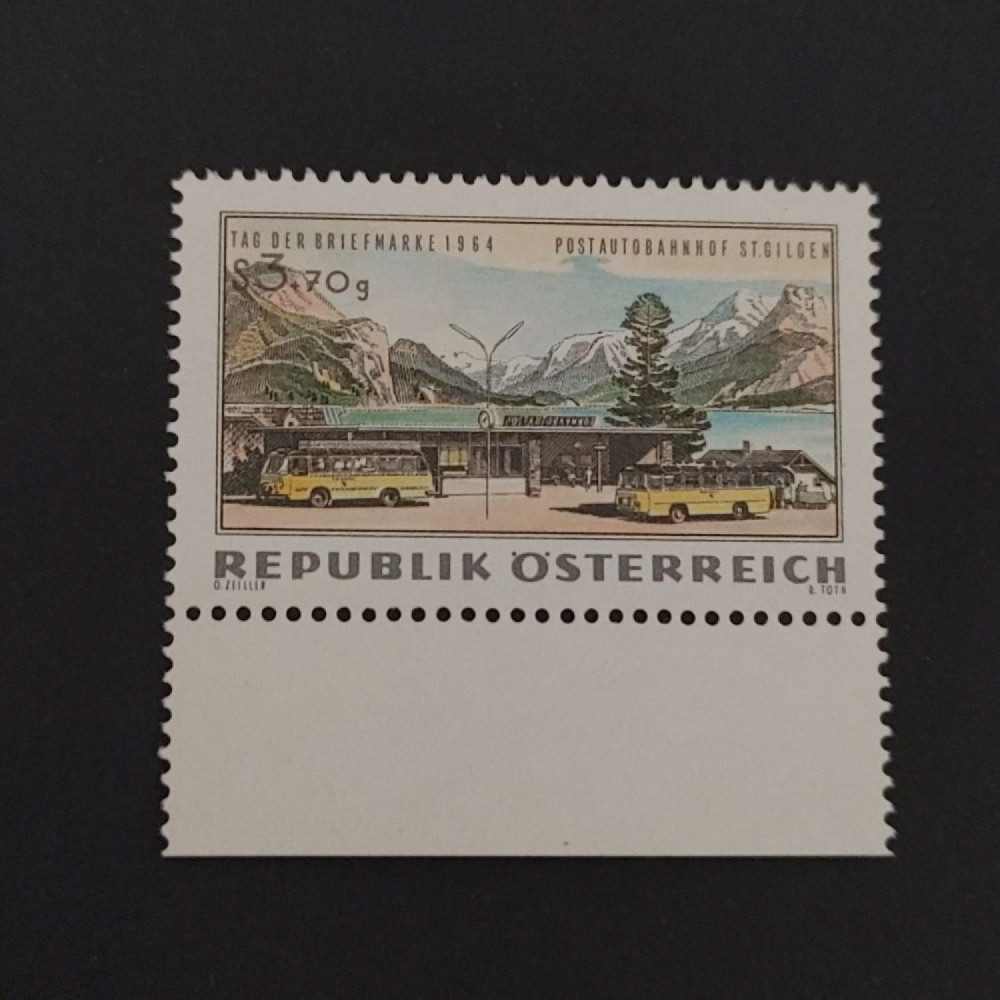 TAG DER BRIEFMARKE 1964 POSTAUTOBAHNHOF ST.GILGEN
S3.+70g
REPUBLIK ÖSTERREICH
O. ZEILLER R. TOTH